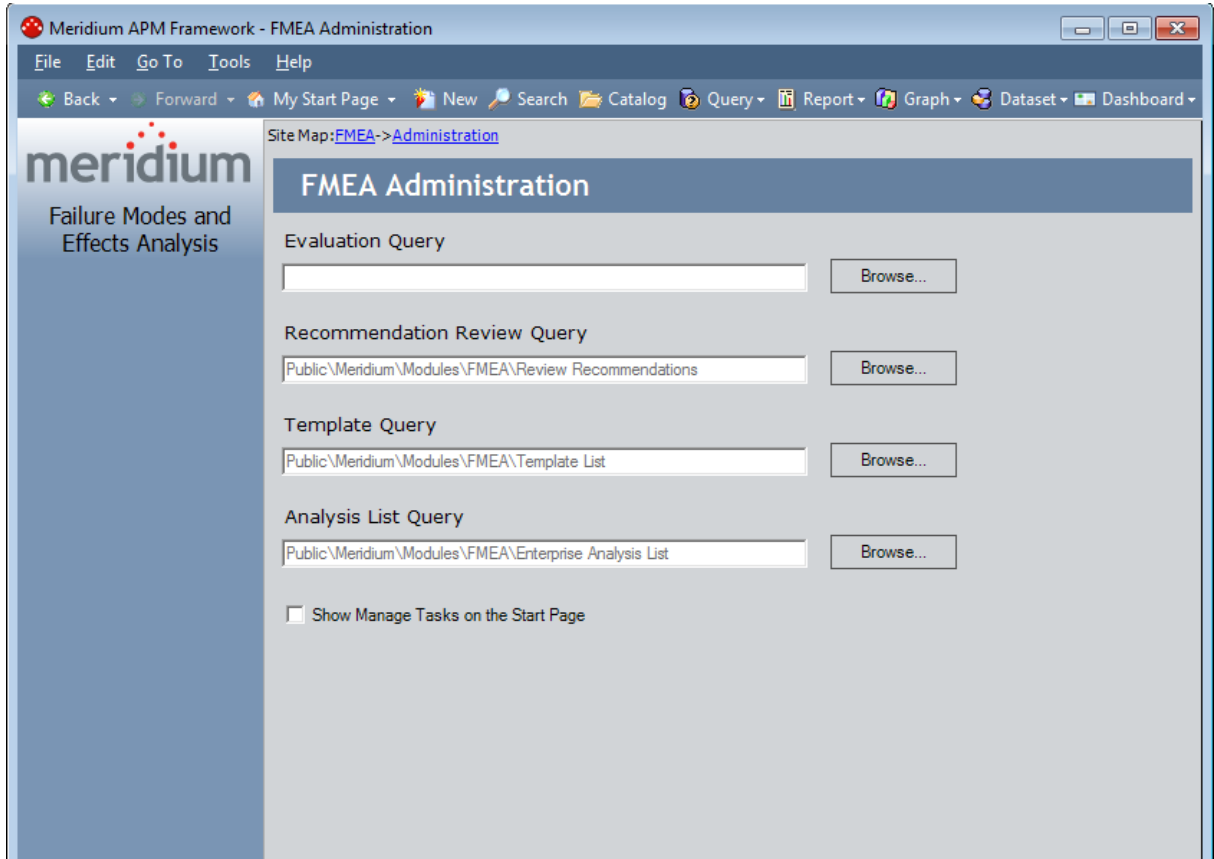 Meridium APM Framework - FMEA Administration
File Edit Go To Tools Help
Back Forward My Start Page New Search Catalog Query Report Graph Dataset Dashboard
meridium
Failure Modes and
Effects Analysis
Site Map:FMEA->Administration
FMEA Administration
Evaluation Query
Browse...
Recommendation Review Query
Public\Meridium\Modules\FMEA\Review Recommendations
Browse...
Template Query
Public\Meridium\Modules\FMEA\Template List
Browse...
Analysis List Query
Public\Meridium\Modules\FMEA\Enterprise Analysis List
Browse...
Show Manage Tasks on the Start Page